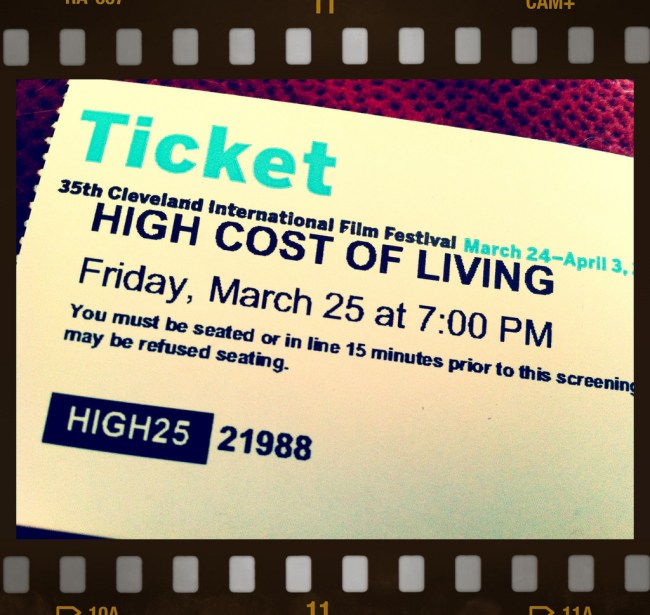 11
CAM+
Ticket
35th Cleveland International Film Festival March 24-April 3,
HIGH COST OF LIVING
Friday, March 25 at 7:00 PM
You must be seated or in line 15 minutes prior to this screening
may be refused seating.
HIGH25 21988
10A
11
11A